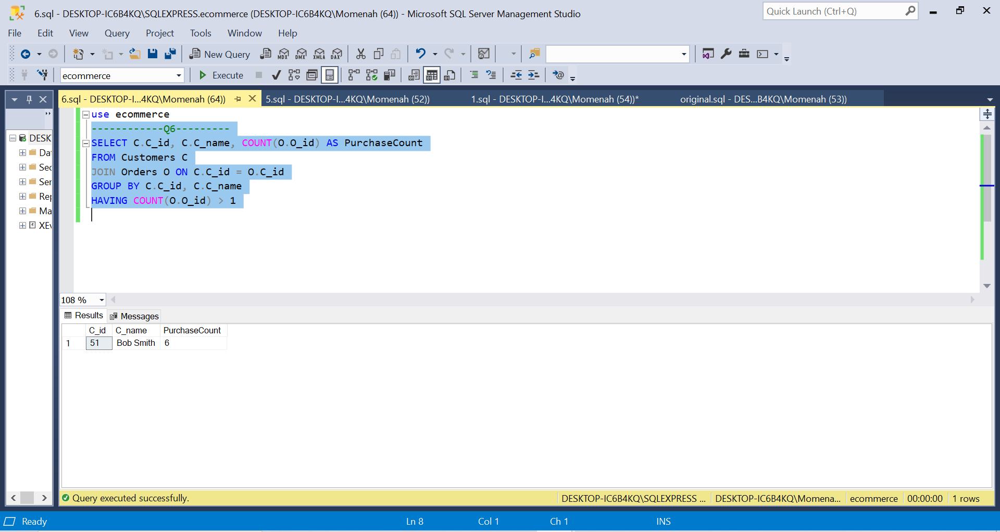 6.sql - DESKTOP-IC6B4KQ\SQLEXPRESS.ecommerce (DESKTOP-IC6B4KQ\Momenah (64)) - Microsoft SQL Server Management Studio
Quick Launch (Ctrl+Q)
File Edit View Query Project Tools Window Help
New Query MDX DMX XMLA DAX
ecommerce Execute
6.sql - DESKTOP-I...4KQ\Momenah (64)) 5.sql - DESKTOP-I...4KQ\Momenah (52)) 1.sql - DESKTOP-I...4KQ\Momenah (54))* original.sql - DES...B4KQ\Momenah (53))
DESK
Dat
Sec
Ser
Rep
Ma
XEv
use ecommerce
------------Q6---------
SELECT C.C_id, C.C_name, COUNT(O.O_id) AS PurchaseCount
FROM Customers C
JOIN Orders O ON C.C_id = O.C_id
GROUP BY C.C_id, C.C_name
HAVING COUNT(O.O_id) > 1
108 %
Results Messages
C_id C_name PurchaseCount
1 51 Bob Smith 6
Query executed successfully. DESKTOP-IC6B4KQ\SQLEXPRESS ... DESKTOP-IC6B4KQ\Momena... ecommerce 00:00:00 1 rows
Ready Ln 8 Col 1 Ch 1 INS